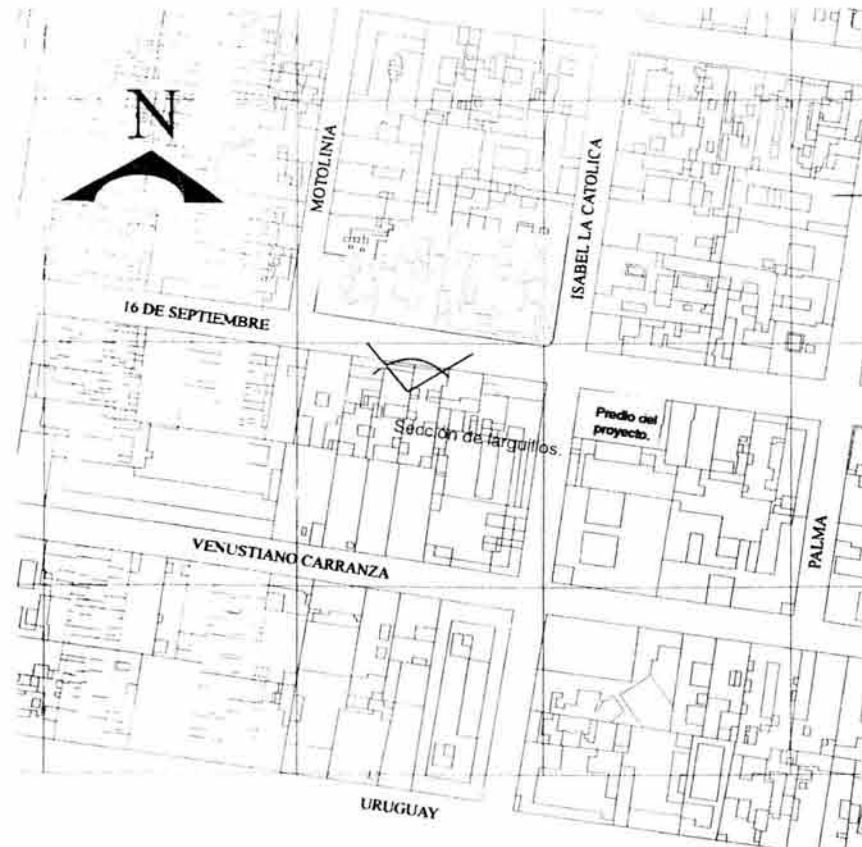 N
MOTOLINIA
ISABEL LA CATOLICA
16 DE SEPTIEMBRE
Predio del
proyecto.
Sección de larguillos.
PALMA
VENUSTIANO CARRANZA
URUGUAY